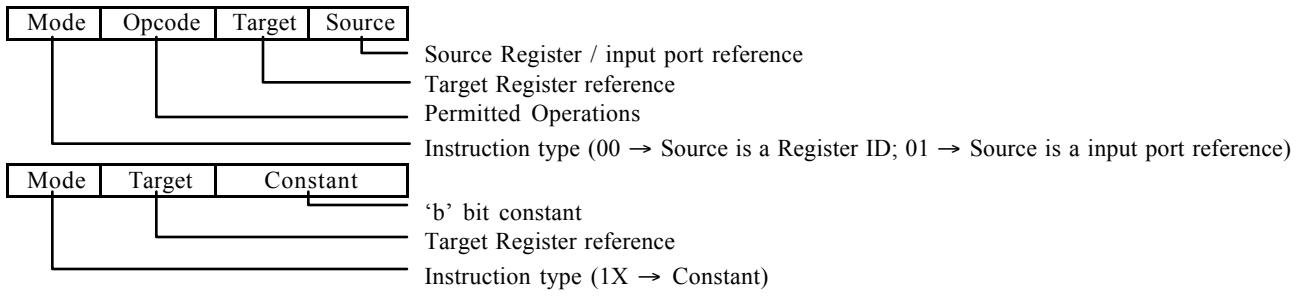 Mode Opcode Target Source
Source Register / input port reference
Target Register reference
Permitted Operations
Instruction type (00 → Source is a Register ID; 01 → Source is a input port reference)
Mode Target Constant
‘b’ bit constant
Target Register reference
Instruction type (1X → Constant)